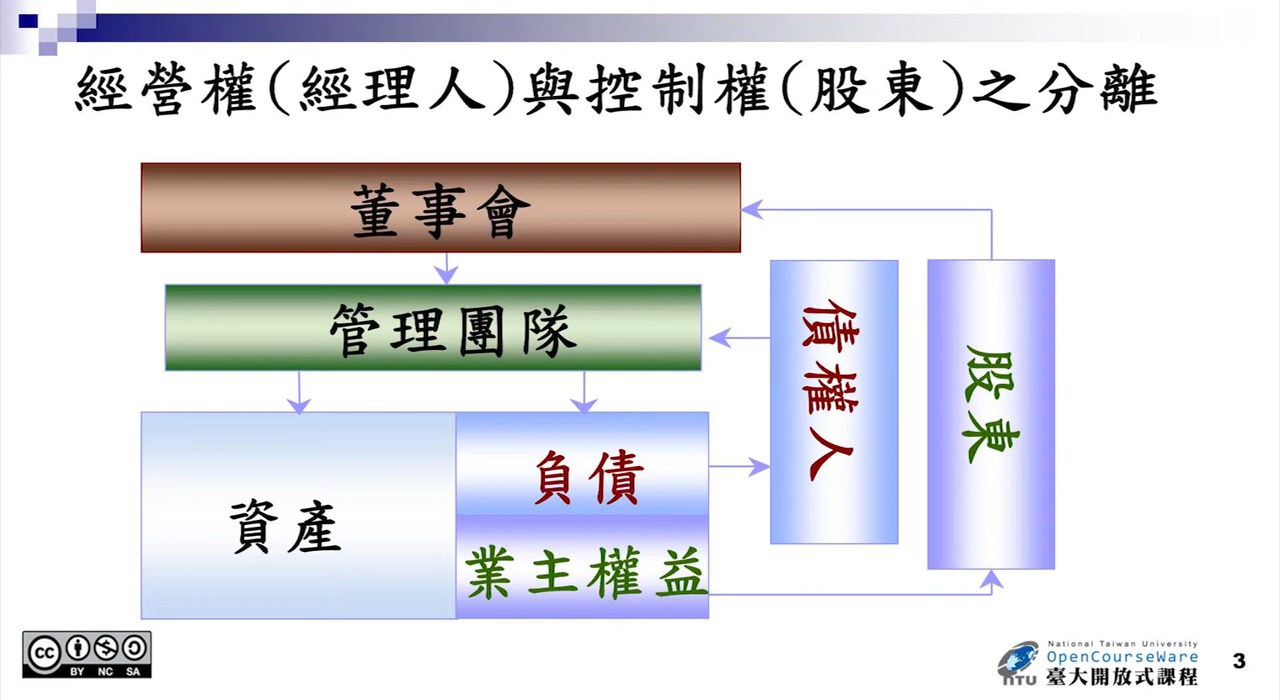 經營權(經理人)與控制權(股東)之分離
董事會
管理團隊
債權人
股東
資產
負債
業主權益
cc BY NC SA
National Taiwan University
OpenCourseWare
NTU 臺大開放式課程
3